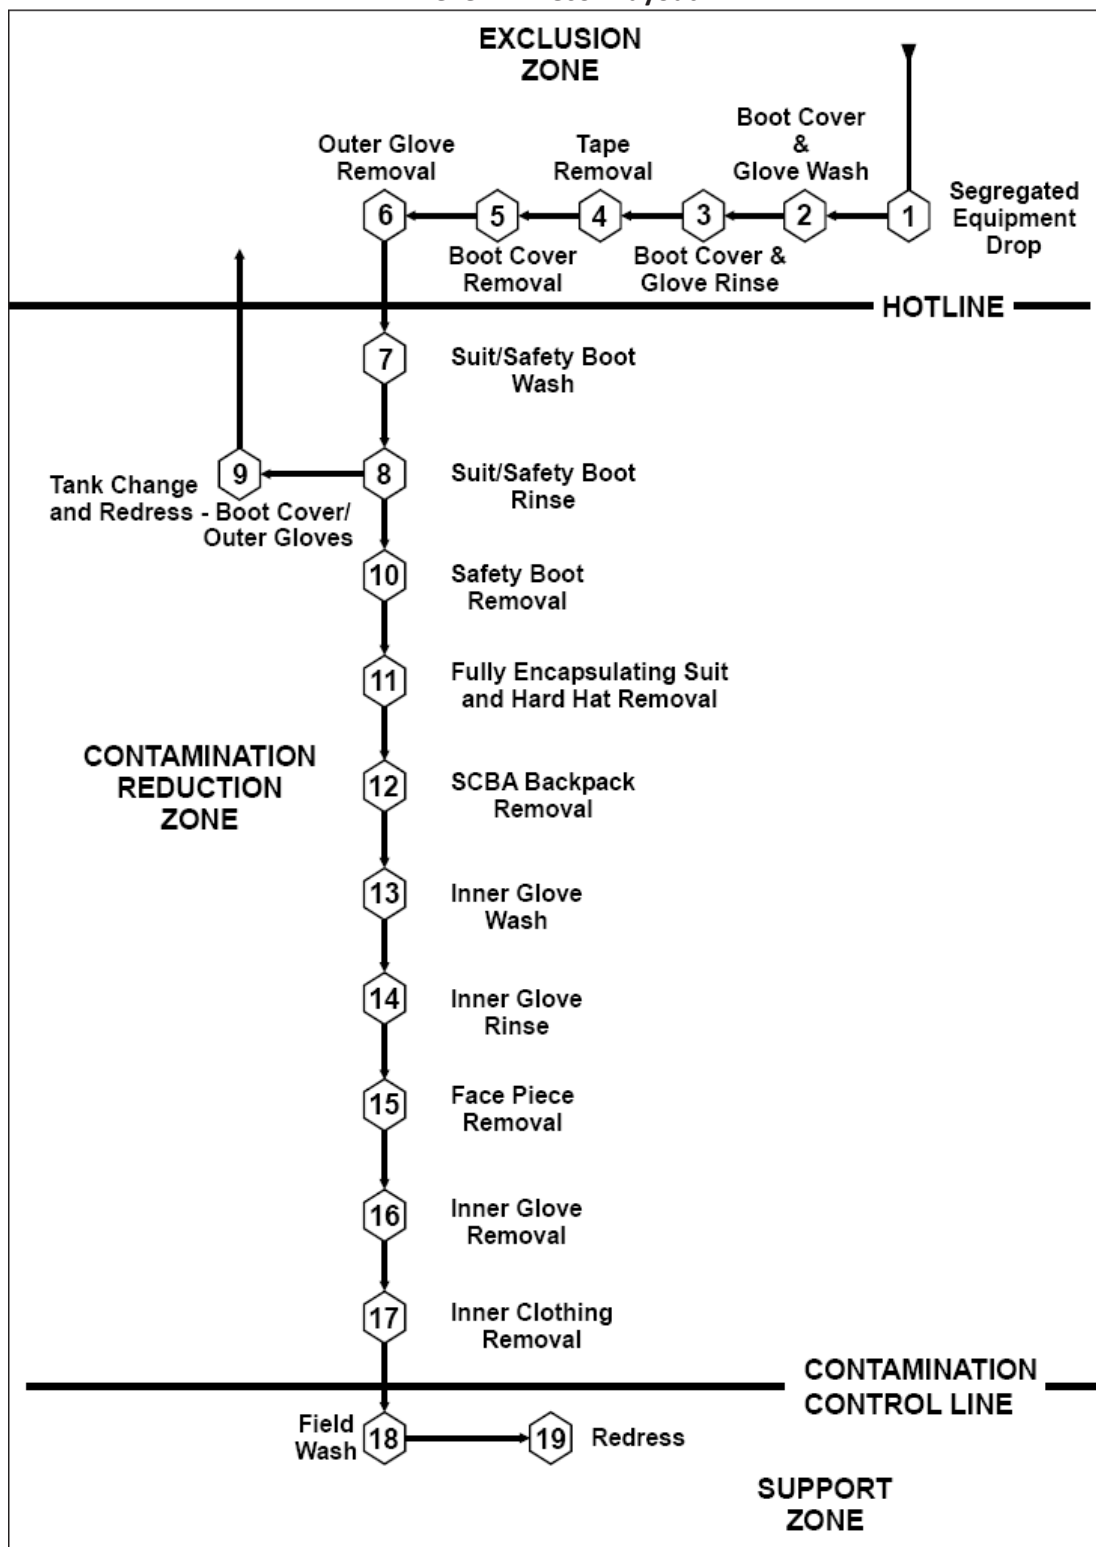 EXCLUSION
ZONE
Boot Cover
&
Glove Wash
Outer Glove
Removal
Tape
Removal
6
5
4
3
2
1
Segregated
Equipment
Drop
Boot Cover
Removal
Boot Cover &
Glove Rinse
HOTLINE
7
Suit/Safety Boot
Wash
9
8
Suit/Safety Boot
Rinse
Tank Change
and Redress - Boot Cover/
Outer Gloves
10
Safety Boot
Removal
11
Fully Encapsulating Suit
and Hard Hat Removal
CONTAMINATION
REDUCTION
ZONE
12
SCBA Backpack
Removal
13
Inner Glove
Wash
14
Inner Glove
Rinse
15
Face Piece
Removal
16
Inner Glove
Removal
17
Inner Clothing
Removal
CONTAMINATION
CONTROL LINE
Field
Wash
18
19
Redress
SUPPORT
ZONE